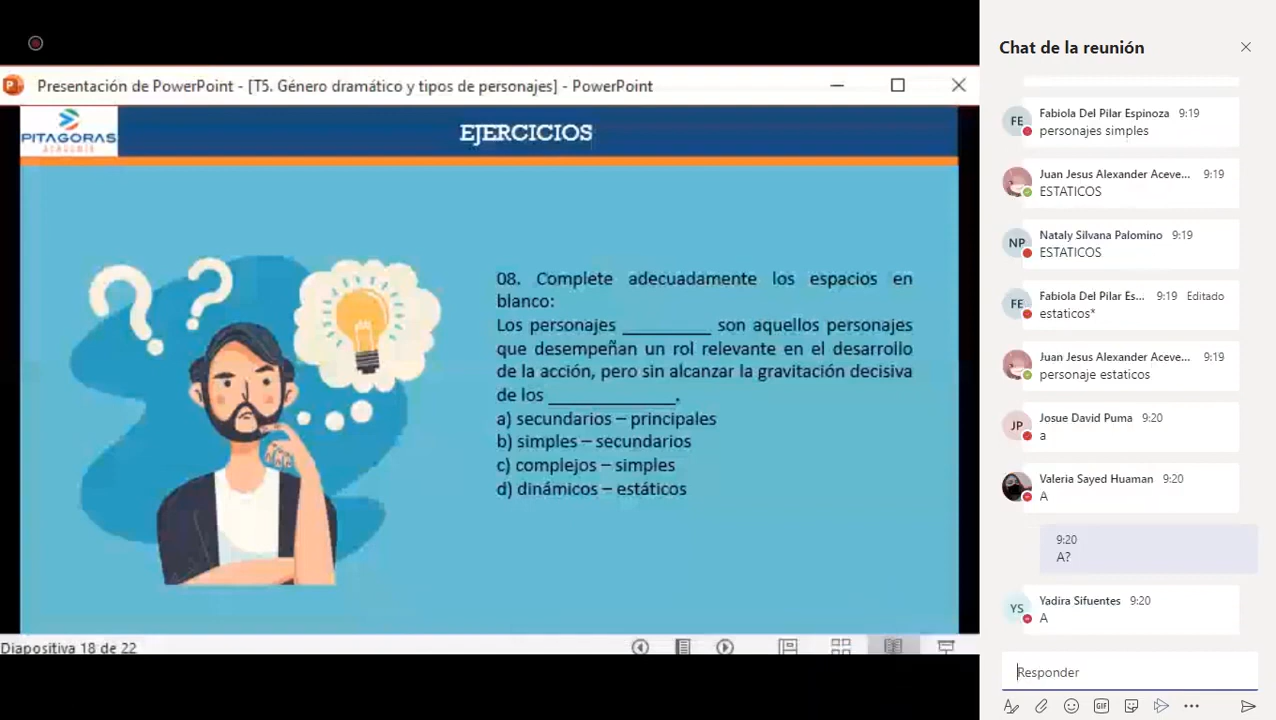 Presentación de PowerPoint - [T5. Género dramático y tipos de personajes] - PowerPoint
PITAGORAS
ACADEMIA
EJERCICIOS
08. Complete adecuadamente los espacios en
blanco:
Los personajes _________ son aquellos personajes
que desempeñan un rol relevante en el desarrollo
de la acción, pero sin alcanzar la gravitación decisiva
de los _____________.
a) secundarios – principales
b) simples – secundarios
c) complejos – simples
d) dinámicos – estáticos
Diapositiva 18 de 22
Chat de la reunión
FE
Fabiola Del Pilar Espinoza 9:19
personajes simples
Juan Jesus Alexander Aceve... 9:19
ESTATICOS
NP
Nataly Silvana Palomino 9:19
ESTATICOS
FE
Fabiola Del Pilar Es... 9:19 Editado
estaticos*
Juan Jesus Alexander Aceve... 9:19
personaje estaticos
JP
Josue David Puma 9:20
a
Valeria Sayed Huaman 9:20
A
9:20
A?
YS
Yadira Sifuentes 9:20
A
Responder
GIF